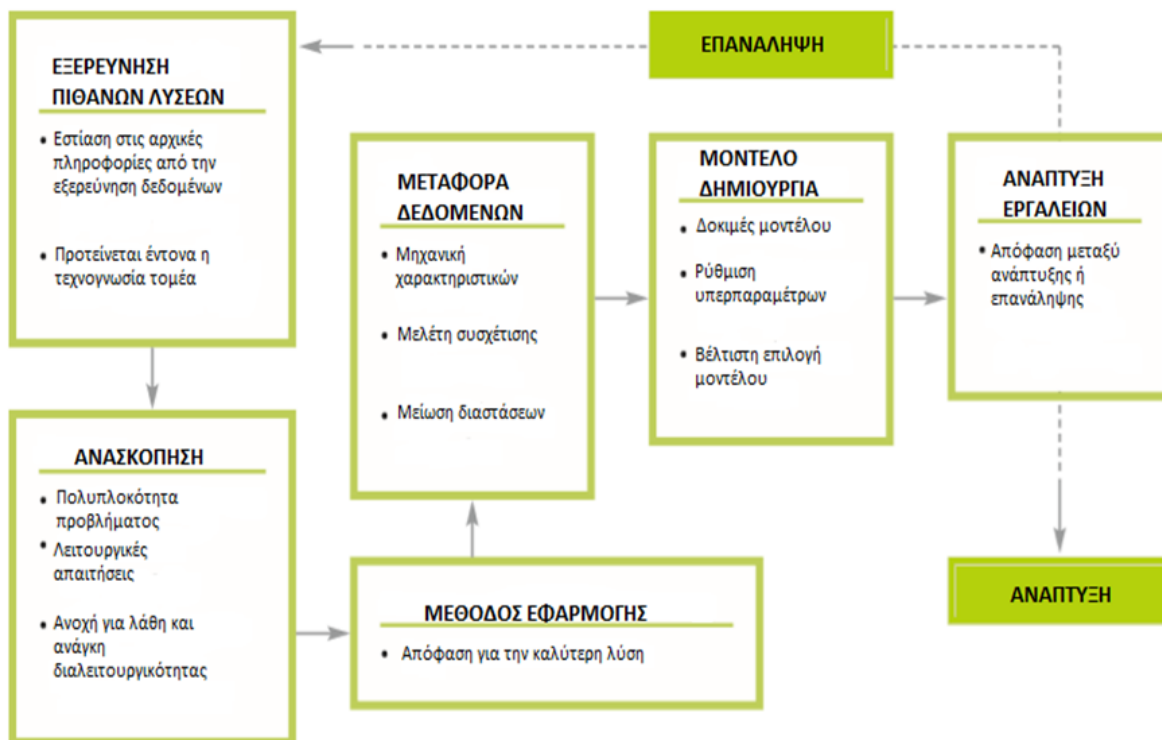 ΕΞΕΡΕΥΝΗΣΗ
ΠΙΘΑΝΩΝ ΛΥΣΕΩΝ
• Εστίαση στις αρχικές
πληροφορίες από την
εξερεύνηση δεδομένων
• Προτείνεται έντονα η
τεχνογνωσία τομέα
ΑΝΑΣΚΟΠΗΣΗ
• Πολυπλοκότητα
προβλήματος
• Λειτουργικές
απαιτήσεις
• Ανοχή για λάθη και
ανάγκη
διαλειτουργικότητας
ΜΕΘΟΔΟΣ ΕΦΑΡΜΟΓΗΣ
• Απόφαση για την καλύτερη λύση
ΜΕΤΑΦΟΡΑ
ΔΕΔΟΜΕΝΩΝ
• Μηχανική
χαρακτηριστικών
• Μελέτη συσχέτισης
• Μείωση διαστάσεων
ΜΟΝΤΕΛΟ
ΔΗΜΙΟΥΡΓΙΑ
• Δοκιμές μοντέλου
• Ρύθμιση
υπερπαραμέτρων
• Βέλτιστη επιλογή
μοντέλου
ΑΝΑΠΤΥΞΗ
ΕΡΓΑΛΕΙΩΝ
• Απόφαση μεταξύ
ανάπτυξης ή
επανάληψης
ΕΠΑΝΑΛΗΨΗ
ΑΝΑΠΤΥΞΗ